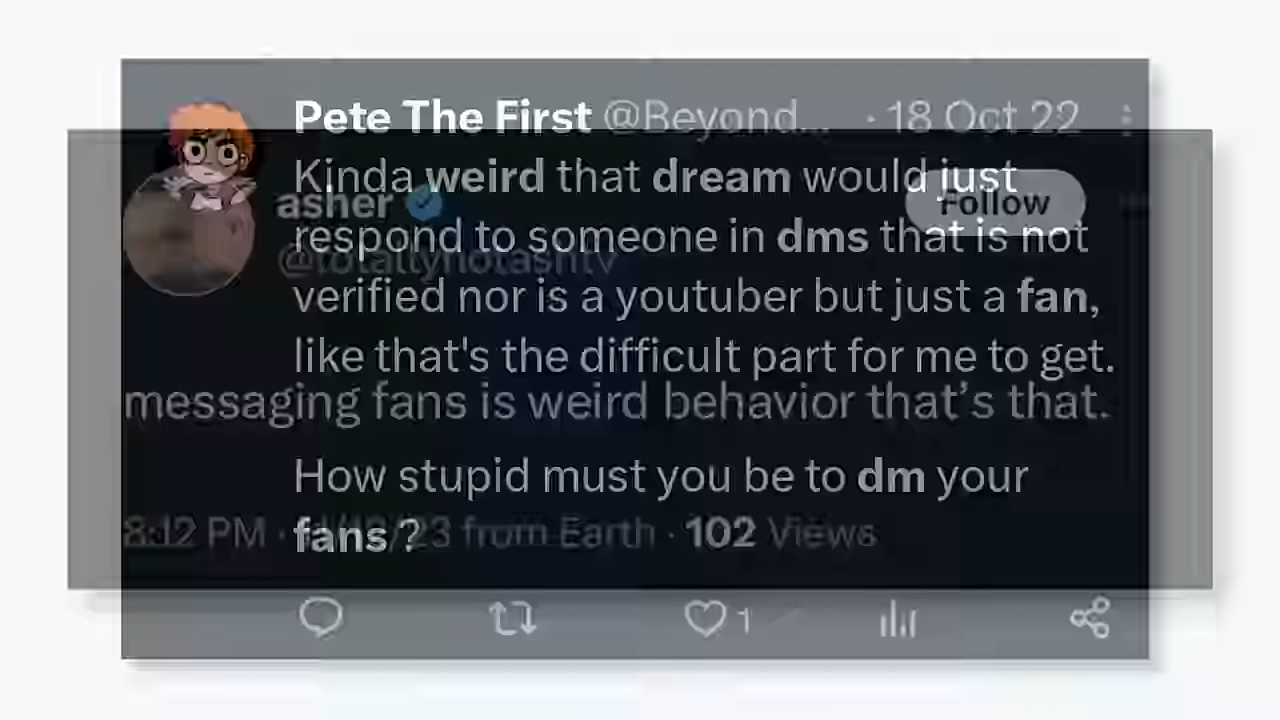 Pete The First @Beyond... · 18 Oct 22
Kinda weird that dream would just
respond to someone in dms that is not
verified nor is a youtuber but just a fan,
like that's the difficult part for me to get.
How stupid must you be to dm your
fans ?
1
asher
@totallynotashtv
Follow
messaging fans is weird behavior that’s that.
8:12 PM · 23 from Earth · 102 Views